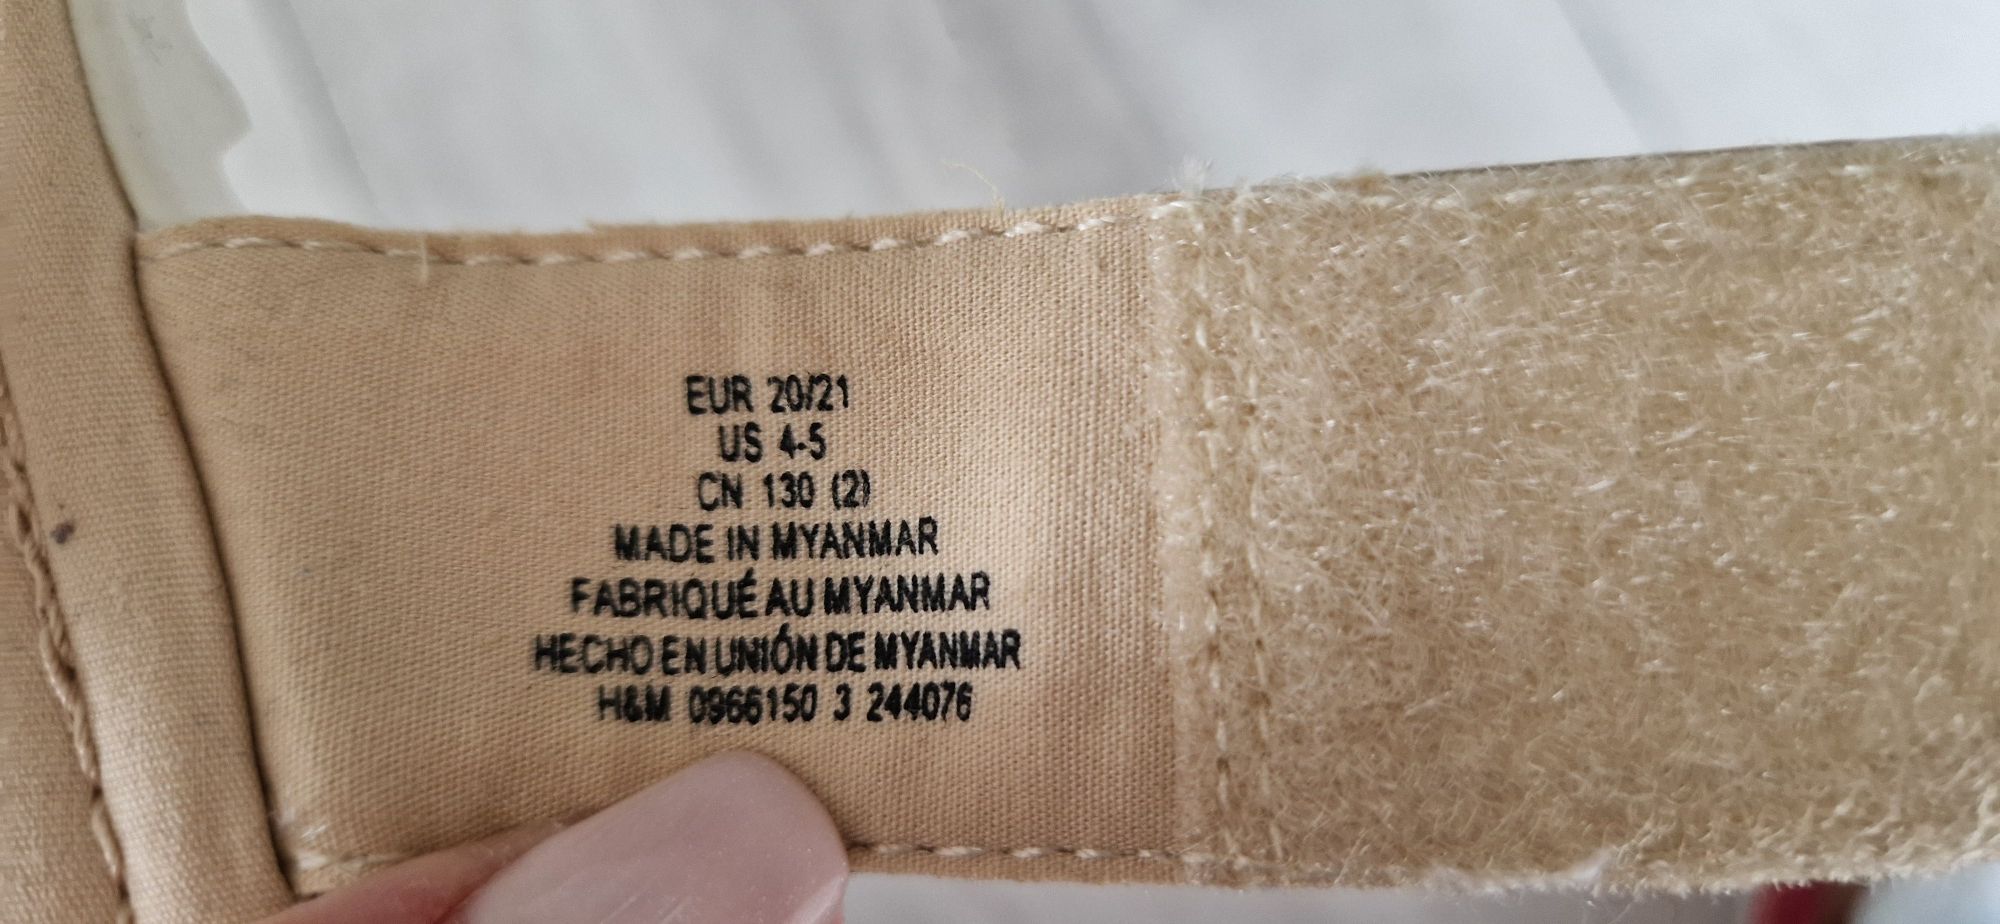 EUR 20/21
US 4-5
CN 130 (2)
MADE IN MYANMAR
FABRIQUÉ AU MYANMAR
HECHO EN UNIÓN DE MYANMAR
H&M 0966150 3 244076